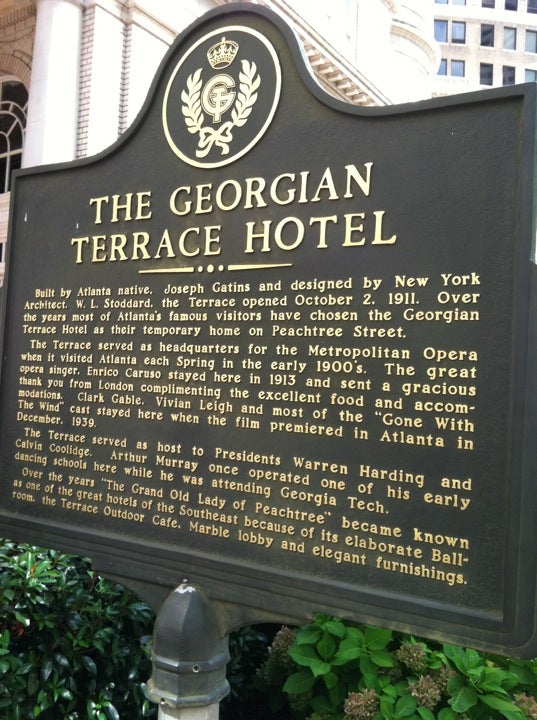 GT
THE GEORGIAN
TERRACE HOTEL
Built by Atlanta native, Joseph Gatins and designed by New York
Architect, W. L. Stoddard, the Terrace opened October 2, 1911. Over
the years most of Atlanta's famous visitors have chosen the Georgian
Terrace Hotel as their temporary home on Peachtree Street.
The Terrace served as headquarters for the Metropolitan Opera
when it visited Atlanta each Spring in the early 1900's. The great
opera singer, Enrico Caruso stayed here in 1913 and sent a gracious
thank you from London complimenting the excellent food and accom-
modations. Clark Gable, Vivian Leigh and most of the "Gone With
The Wind" cast stayed here when the film premiered in Atlanta in
December, 1939.
The Terrace served as host to Presidents Warren Harding and
Calvin Coolidge. Arthur Murray once operated one of his early
dancing schools here while he was attending Georgia Tech.
Over the years "The Grand Old Lady of Peachtree" became known
as one of the great hotels of the Southeast because of its elaborate Ball-
room, the Terrace Outdoor Cafe, Marble lobby and elegant furnishings.